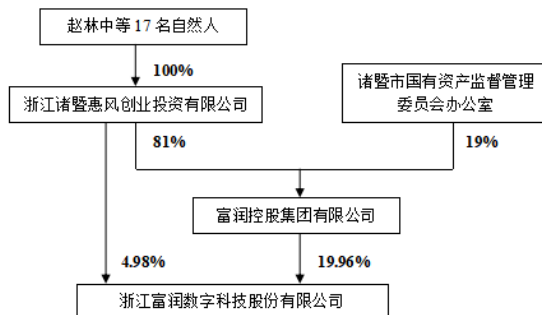 赵林中等 17 名自然人
100%
浙江诸暨惠风创业投资有限公司
诸暨市国有资产监督管理
委员会办公室
81%
19%
富润控股集团有限公司
4.98%
19.96%
浙江富润数字科技股份有限公司